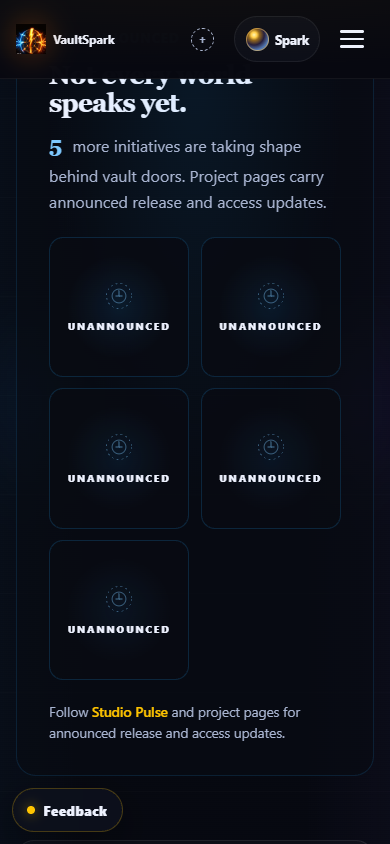 VaultSpark
Spark
Not every world
speaks yet.
5 more initiatives are taking shape
behind vault doors. Project pages carry
announced release and access updates.
UNANNOUNCED
UNANNOUNCED
UNANNOUNCED
UNANNOUNCED
UNANNOUNCED
Follow Studio Pulse and project pages for
announced release and access updates.
Feedback